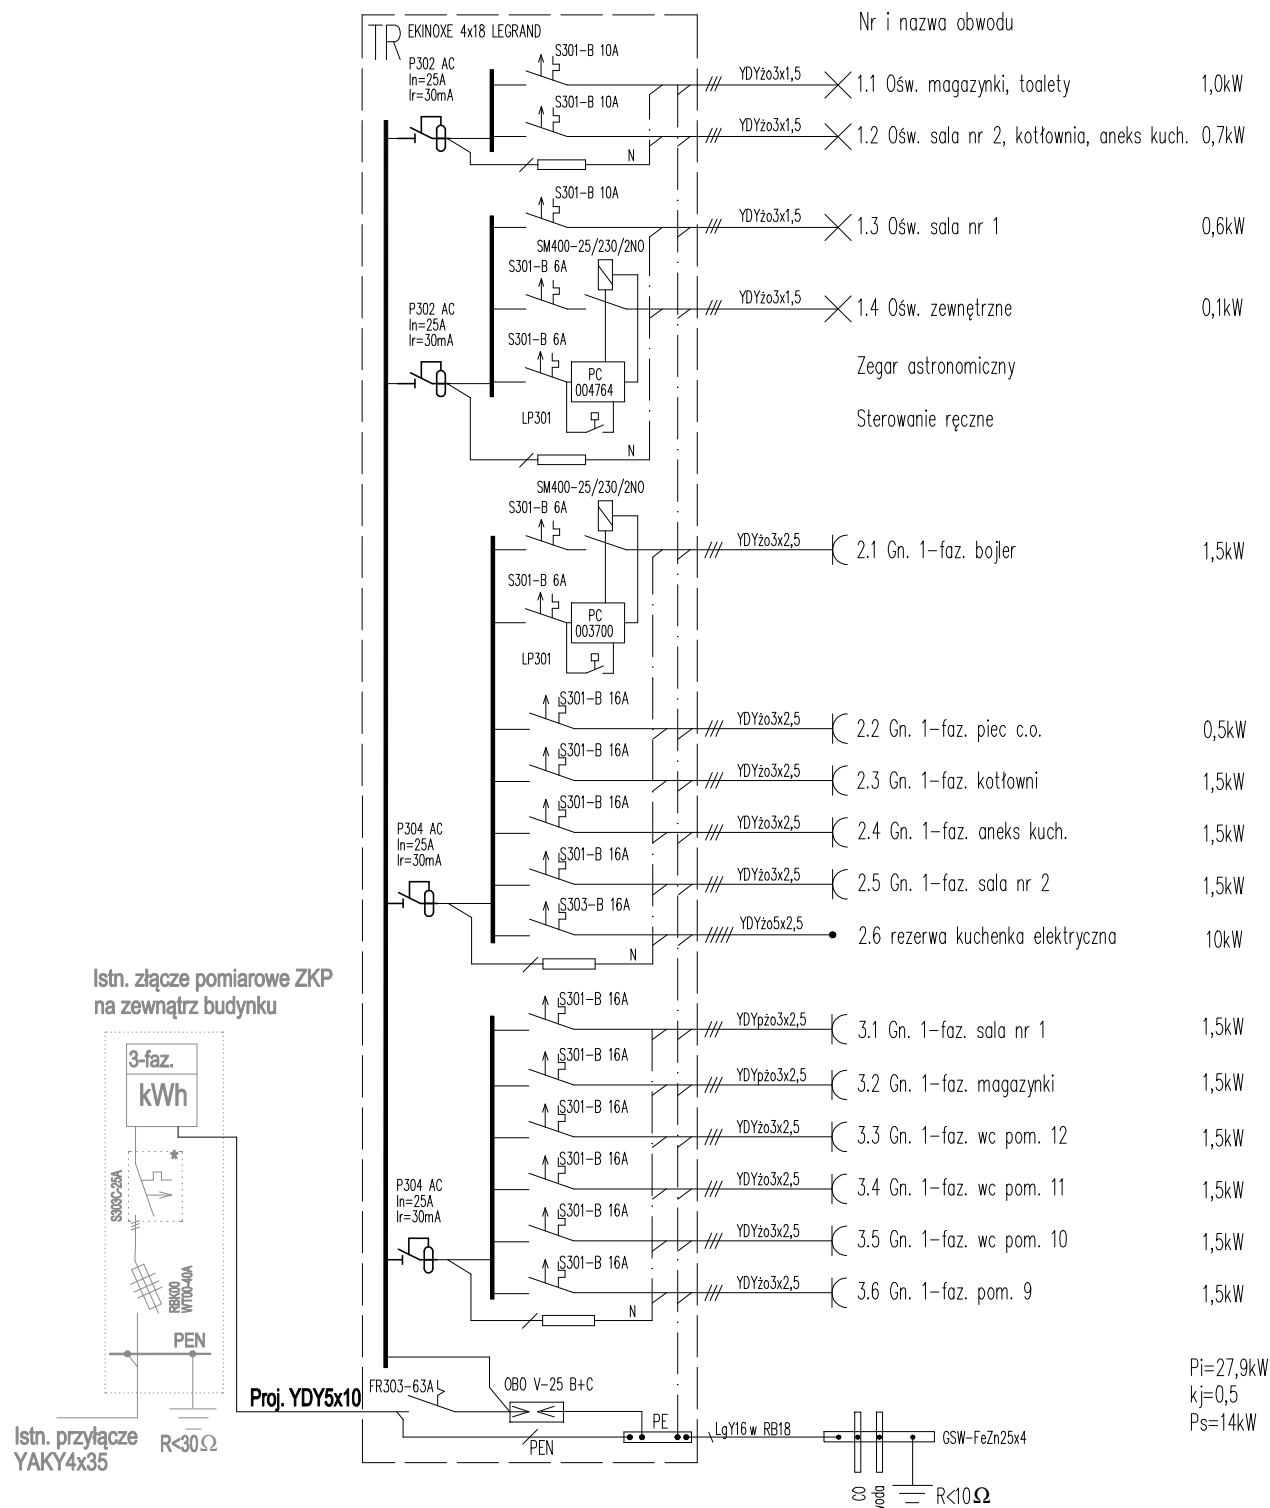 Nr i nazwa obwodu
TR EKINOXE 4x18 LEGRAND
P302 AC
In=25A
Ir=30mA
S301-B 10A
YDYżo3x1,5
1.1 Ośw. magazynki, toalety 1,0kW
S301-B 10A
YDYżo3x1,5
1.2 Ośw. sala nr 2, kotłownia, aneks kuch. 0,7kW
N
S301-B 10A
YDYżo3x1,5
1.3 Ośw. sala nr 1 0,6kW
SM400-25/230/2NO
S301-B 6A
YDYżo3x1,5
1.4 Ośw. zewnętrzne 0,1kW
P302 AC
In=25A
Ir=30mA
S301-B 6A
PC
004764
Zegar astronomiczny
LP301
Sterowanie ręczne
N
SM400-25/230/2NO
S301-B 6A
YDYżo3x2,5
2.1 Gn. 1-faz. bojler 1,5kW
S301-B 6A
PC
003700
LP301
S301-B 16A
YDYżo3x2,5
2.2 Gn. 1-faz. piec c.o. 0,5kW
S301-B 16A
YDYżo3x2,5
2.3 Gn. 1-faz. kotłowni 1,5kW
S301-B 16A
YDYżo3x2,5
2.4 Gn. 1-faz. aneks kuch. 1,5kW
P304 AC
In=25A
Ir=30mA
S301-B 16A
YDYżo3x2,5
2.5 Gn. 1-faz. sala nr 2 1,5kW
S303-B 16A
YDYżo5x2,5
2.6 rezerwa kuchenka elektryczna 10kW
N
Istn. złącze pomiarowe ZKP
na zewnątrz budynku
S301-B 16A
YDYpżo3x2,5
3.1 Gn. 1-faz. sala nr 1 1,5kW
3-faz.
kWh
S301-B 16A
YDYpżo3x2,5
3.2 Gn. 1-faz. magazynki 1,5kW
S301-B 16A
YDYżo3x2,5
3.3 Gn. 1-faz. wc pom. 12 1,5kW
*
S303C-25A
S301-B 16A
YDYżo3x2,5
3.4 Gn. 1-faz. wc pom. 11 1,5kW
P304 AC
In=25A
Ir=30mA
S301-B 16A
YDYżo3x2,5
3.5 Gn. 1-faz. wc pom. 10 1,5kW
S301-B 16A
YDYżo3x2,5
3.6 Gn. 1-faz. pom. 9 1,5kW
RBK00
WT00-40A
N
PEN
Pi=27,9kW
kj=0,5
Ps=14kW
Proj. YDY5x10
FR303-63A
OBO V-25 B+C
PE
PEN
LgY16 w RB18
GSW-FeZn25x4
Istn. przyłącze
YAKY4x35
R<30Ω
CO
woda
R<10Ω